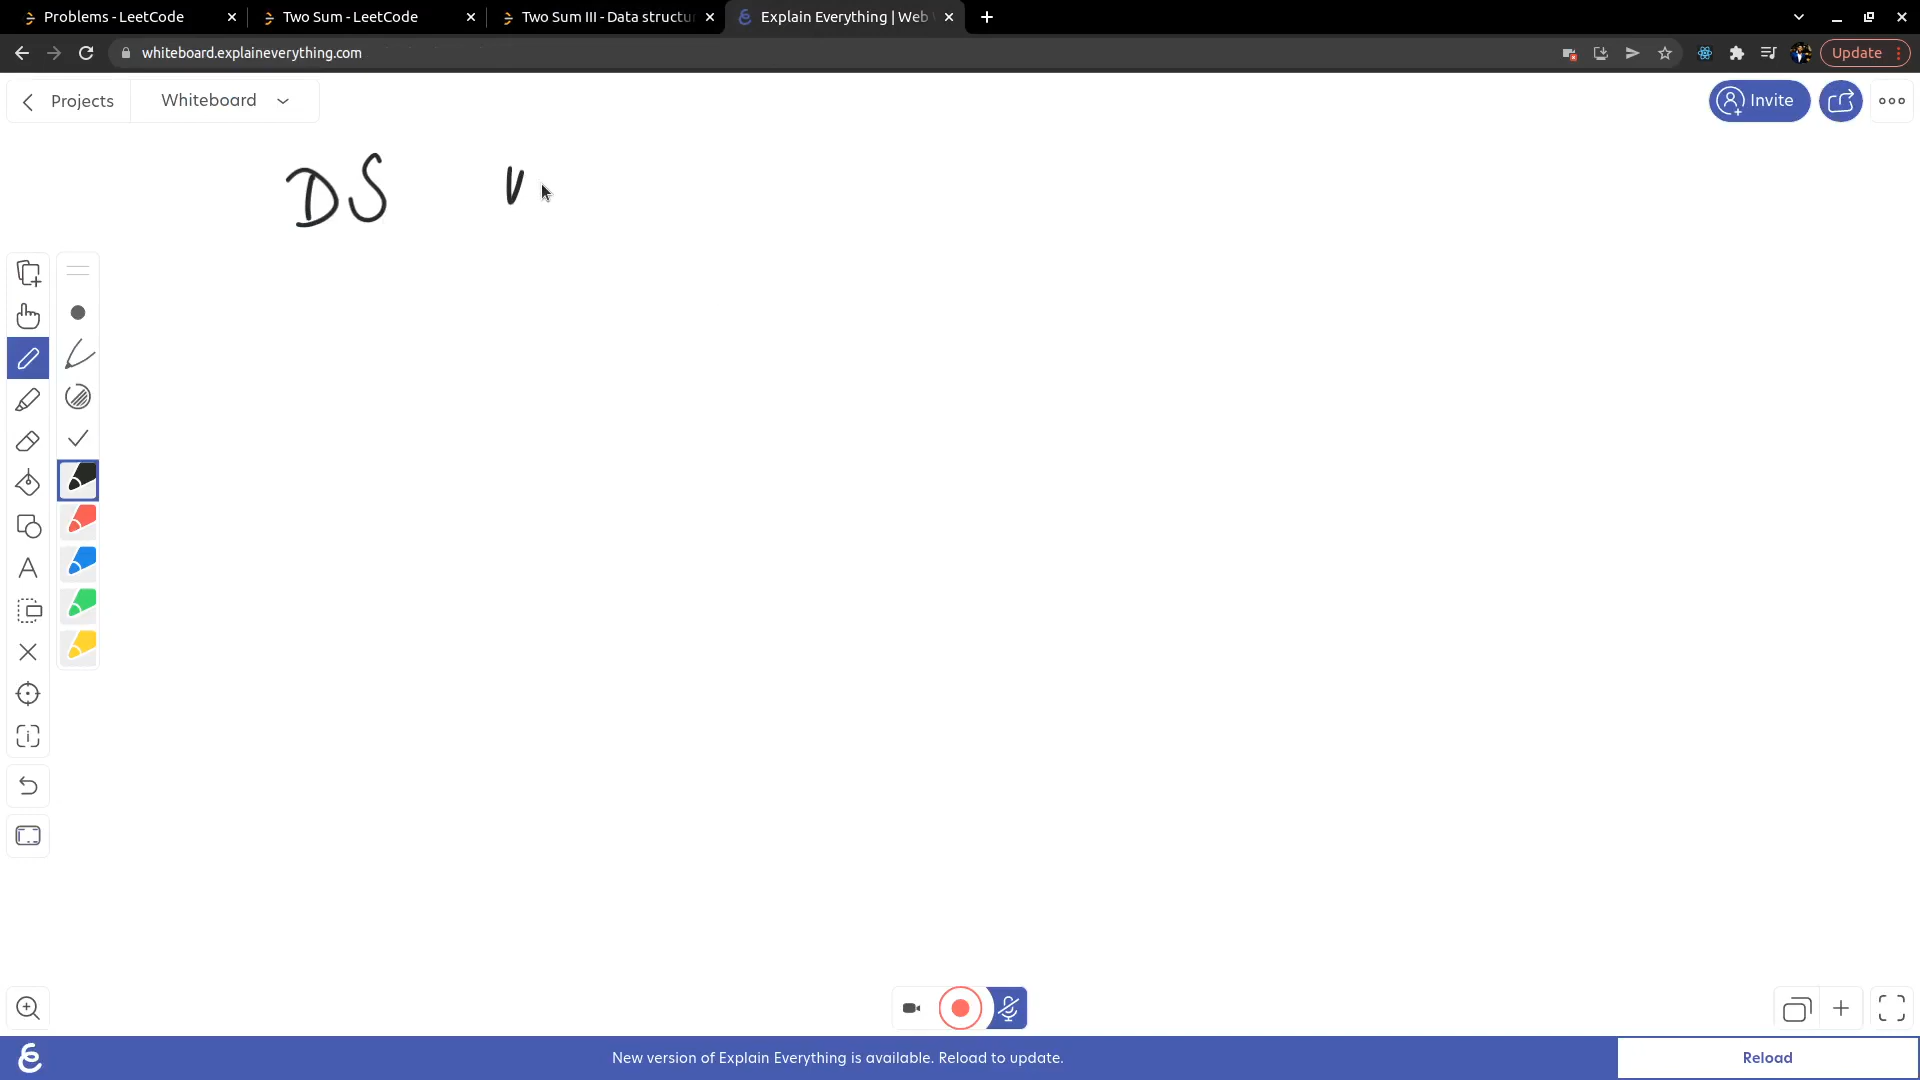 Problems - LeetCode
Two Sum - LeetCode
Two Sum III - Data structu
Explain Everything | Web
whiteboard.explaineverything.com
Update
Projects
Whiteboard
Invite
DS
A
New version of Explain Everything is available. Reload to update.
Reload